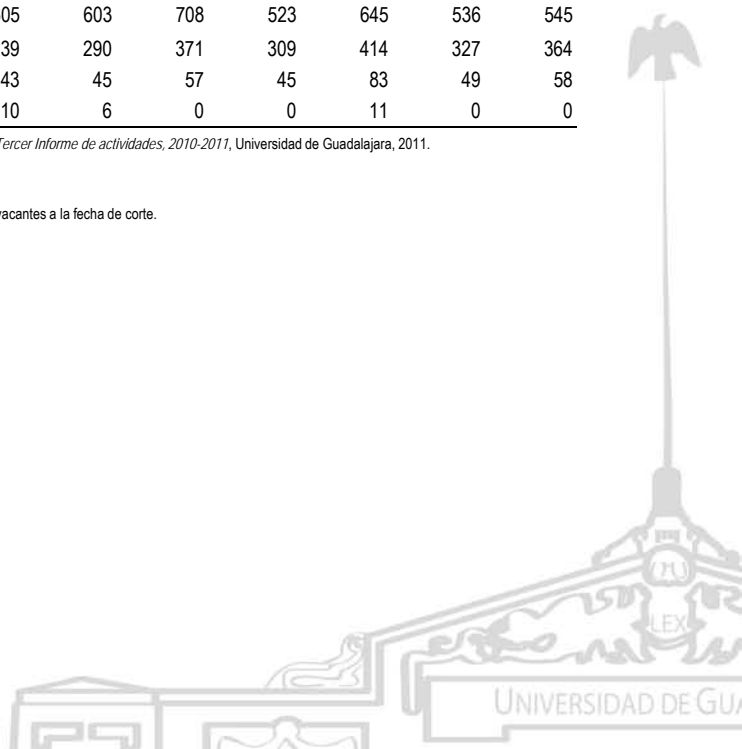 05 603 708 523 645 536 545
39 290 371 309 414 327 364
43 45 57 45 83 49 58
10 6 0 0 11 0 0
Tercer Informe de actividades, 2010-2011, Universidad de Guadalajara, 2011.
vacantes a la fecha de corte.
LEX
UNIVERSIDAD DE GUA